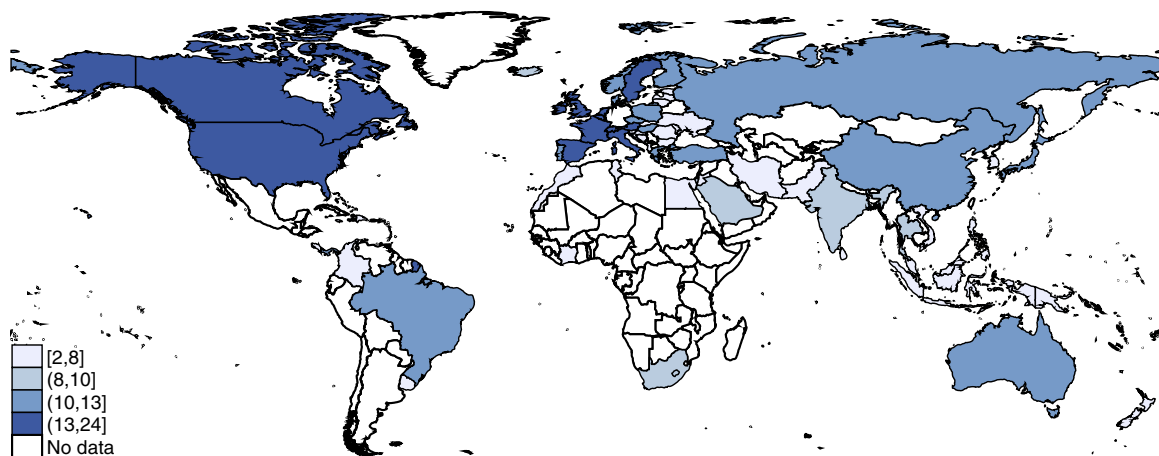 [2,8]
(8,10]
(10,13]
(13,24]
No data